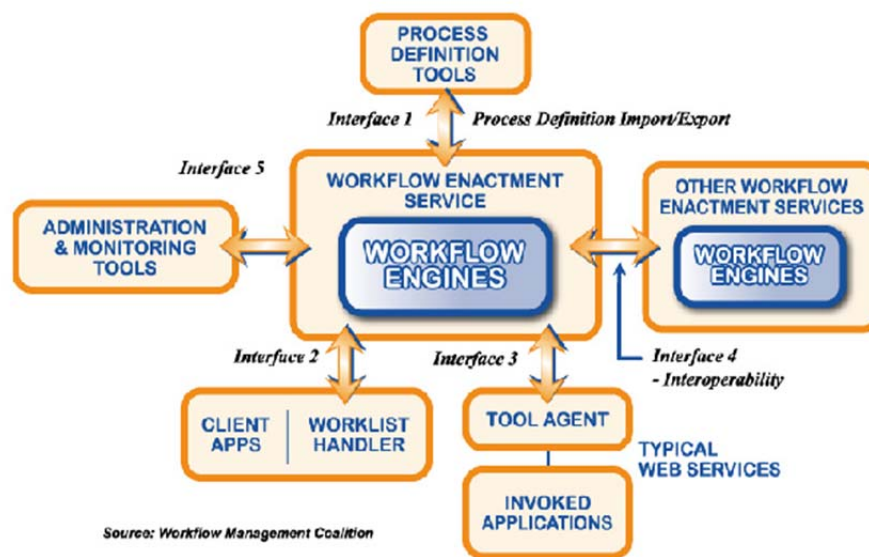 PROCESS
DEFINITION
TOOLS
Interface 1
Process Definition Import/Export
Interface 5
WORKFLOW ENACTMENT
SERVICE
WORKFLOW
ENGINES
OTHER WORKFLOW
ENACTMENT SERVICES
WORKFLOW
ENGINES
ADMINISTRATION
& MONITORING
TOOLS
Interface 2
Interface 3
Interface 4
- Interoperability
CLIENT
APPS
WORKLIST
HANDLER
TOOL AGENT
TYPICAL
WEB SERVICES
INVOKED
APPLICATIONS
Source: Workflow Management Coalition